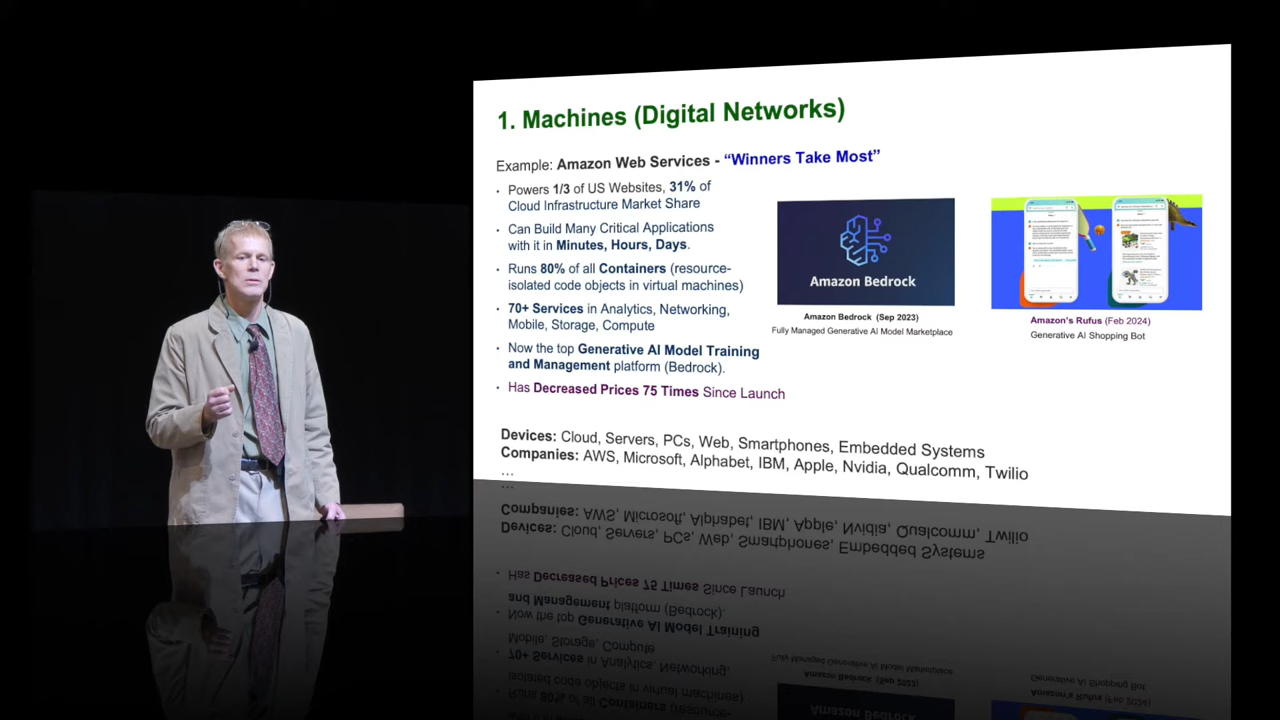 1. Machines (Digital Networks)
Example: Amazon Web Services - “Winners Take Most”
• Powers 1/3 of US Websites, 31% of
Cloud Infrastructure Market Share
• Can Build Many Critical Applications
with it in Minutes, Hours, Days.
• Runs 80% of all Containers (resource-
isolated code objects in virtual machines)
• 70+ Services in Analytics, Networking,
Mobile, Storage, Compute
• Now the top Generative AI Model Training
and Management platform (Bedrock).
• Has Decreased Prices 75 Times Since Launch
Amazon Bedrock
Amazon Bedrock (Sep 2023)
Fully Managed Generative AI Model Marketplace
Amazon's Rufus (Feb 2024)
Generative AI Shopping Bot
Devices: Cloud, Servers, PCs, Web, Smartphones, Embedded Systems
Companies: AWS, Microsoft, Alphabet, IBM, Apple, Nvidia, Qualcomm, Twilio
...